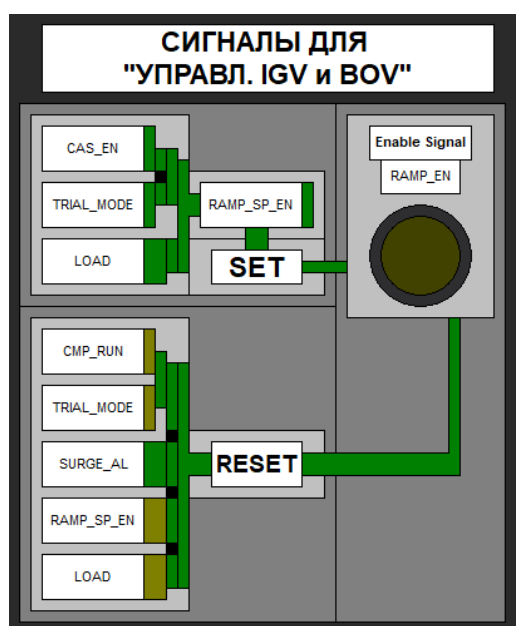 СИГНАЛЫ ДЛЯ
"УПРАВЛ. IGV и BOV"
CAS_EN
TRIAL_MODE
LOAD
RAMP_SP_EN
SET
Enable Signal
RAMP_EN
CMP_RUN
TRIAL_MODE
SURGE_AL
RAMP_SP_EN
LOAD
RESET